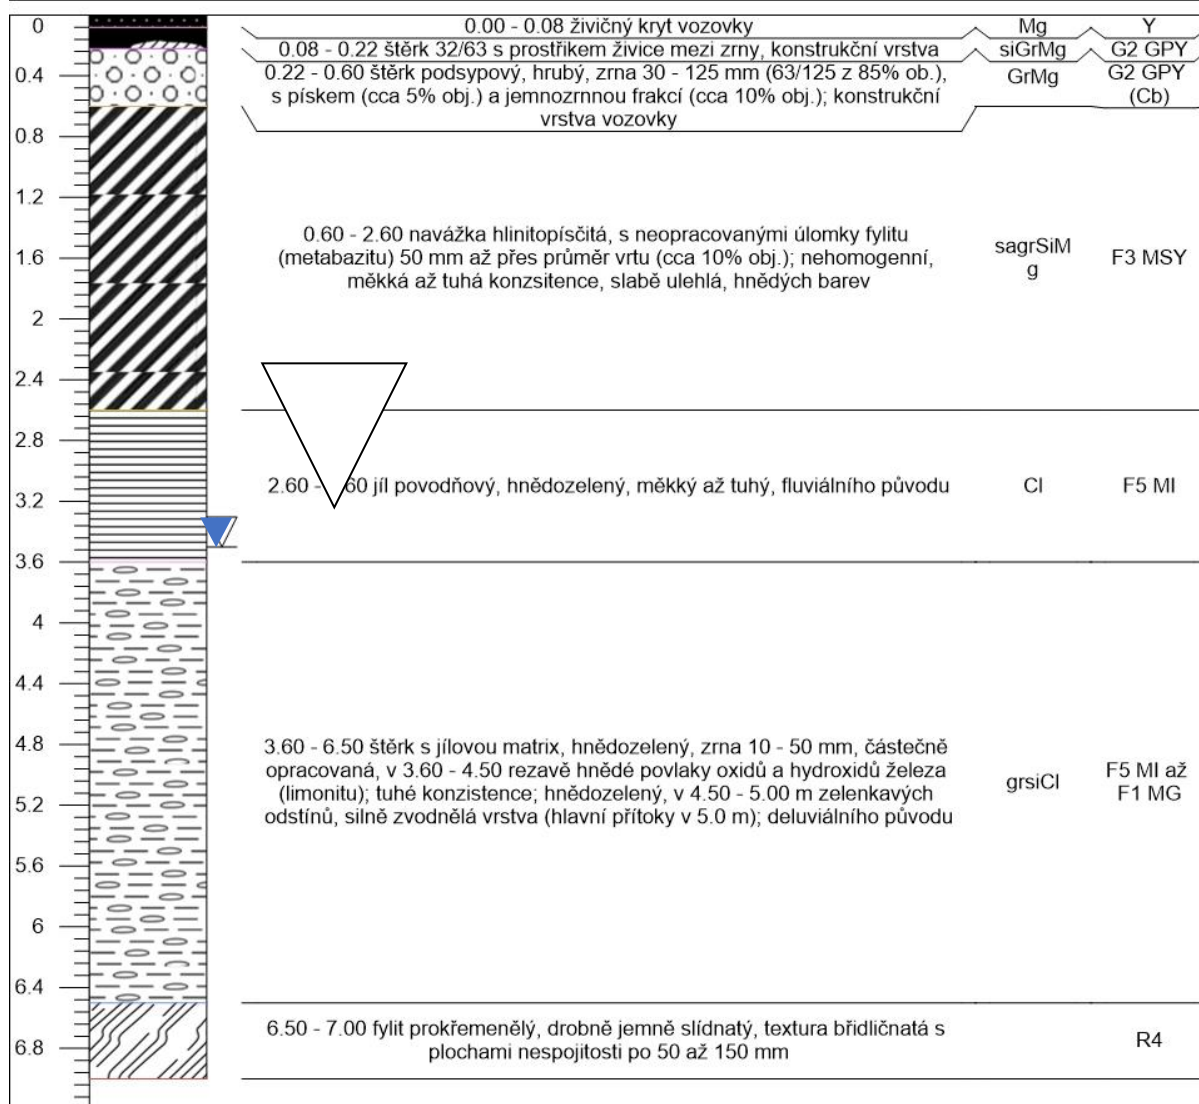 0
0.00 - 0.08 živičný kryt vozovky
Mg
Y
0.08 - 0.22 štěrk 32/63 s prostřikem živice mezi zrny, konstrukční vrstva
siGrMg
G2 GPY
0.4
0.22 - 0.60 štěrk podsypový, hrubý, zrna 30 - 125 mm (63/125 z 85% ob.),
s pískem (cca 5% obj.) a jemnozrnnou frakcí (cca 10% obj.); konstrukční
vrstva vozovky
GrMg
G2 GPY
(Cb)
0.8
1.2
0.60 - 2.60 navážka hlinitopísčitá, s neopracovanými úlomky fylitu
(metabazitu) 50 mm až přes průměr vrtu (cca 10% obj.); nehomogenní,
měkká až tuhá konzsitence, slabě ulehlá, hnědých barev
sagrSiM
g
F3 MSY
1.6
2
2.4
2.8
2.60 - 60 jíl povodňový, hnědozelený, měkký až tuhý, fluviálního původu
Cl
F5 MI
3.2
3.6
4
4.4
4.8
3.60 - 6.50 štěrk s jílovou matrix, hnědozelený, zrna 10 - 50 mm, částečně
opracovaná, v 3.60 - 4.50 rezavě hnědé povlaky oxidů a hydroxidů železa
(limonitu); tuhé konzistence; hnědozelený, v 4.50 - 5.00 m zelenkavých
odstínů, silně zvodnělá vrstva (hlavní přítoky v 5.0 m); deluviálního původu
grsiCl
F5 MI až
F1 MG
5.2
5.6
6
6.4
6.50 - 7.00 fylit prokřemenělý, drobně jemně slídnatý, textura břidličnatá s
plochami nespojitosti po 50 až 150 mm
R4
6.8